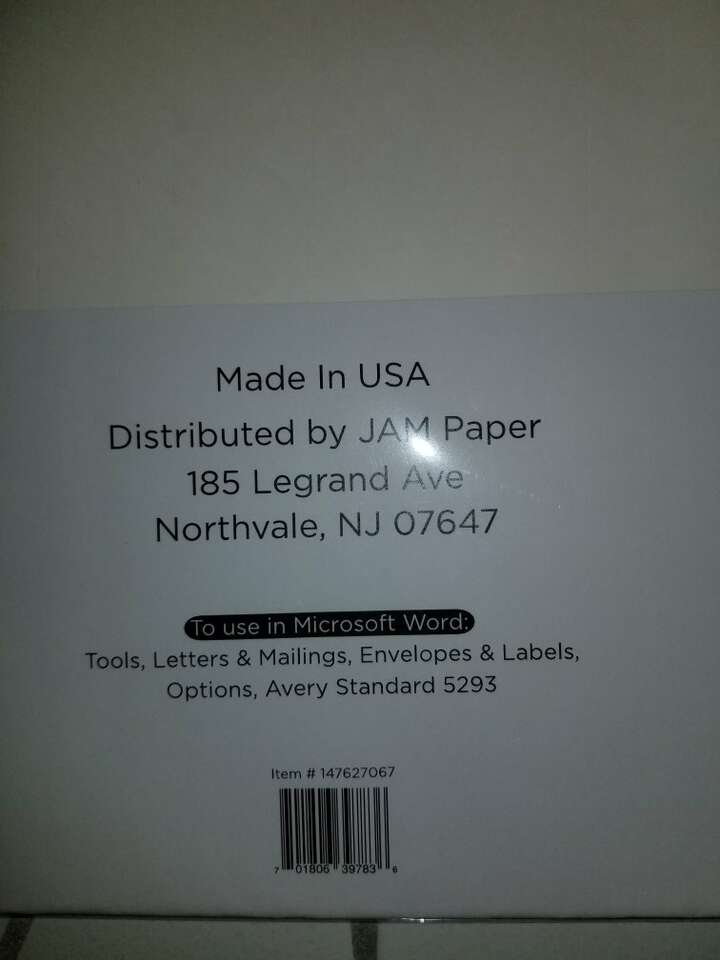 Made In USA
Distributed by JAM Paper
185 Legrand Ave
Northvale, NJ 07647
To use in Microsoft Word:
Tools, Letters & Mailings, Envelopes & Labels,
Options, Avery Standard 5293
Item # 147627067
7 01806 39783 6